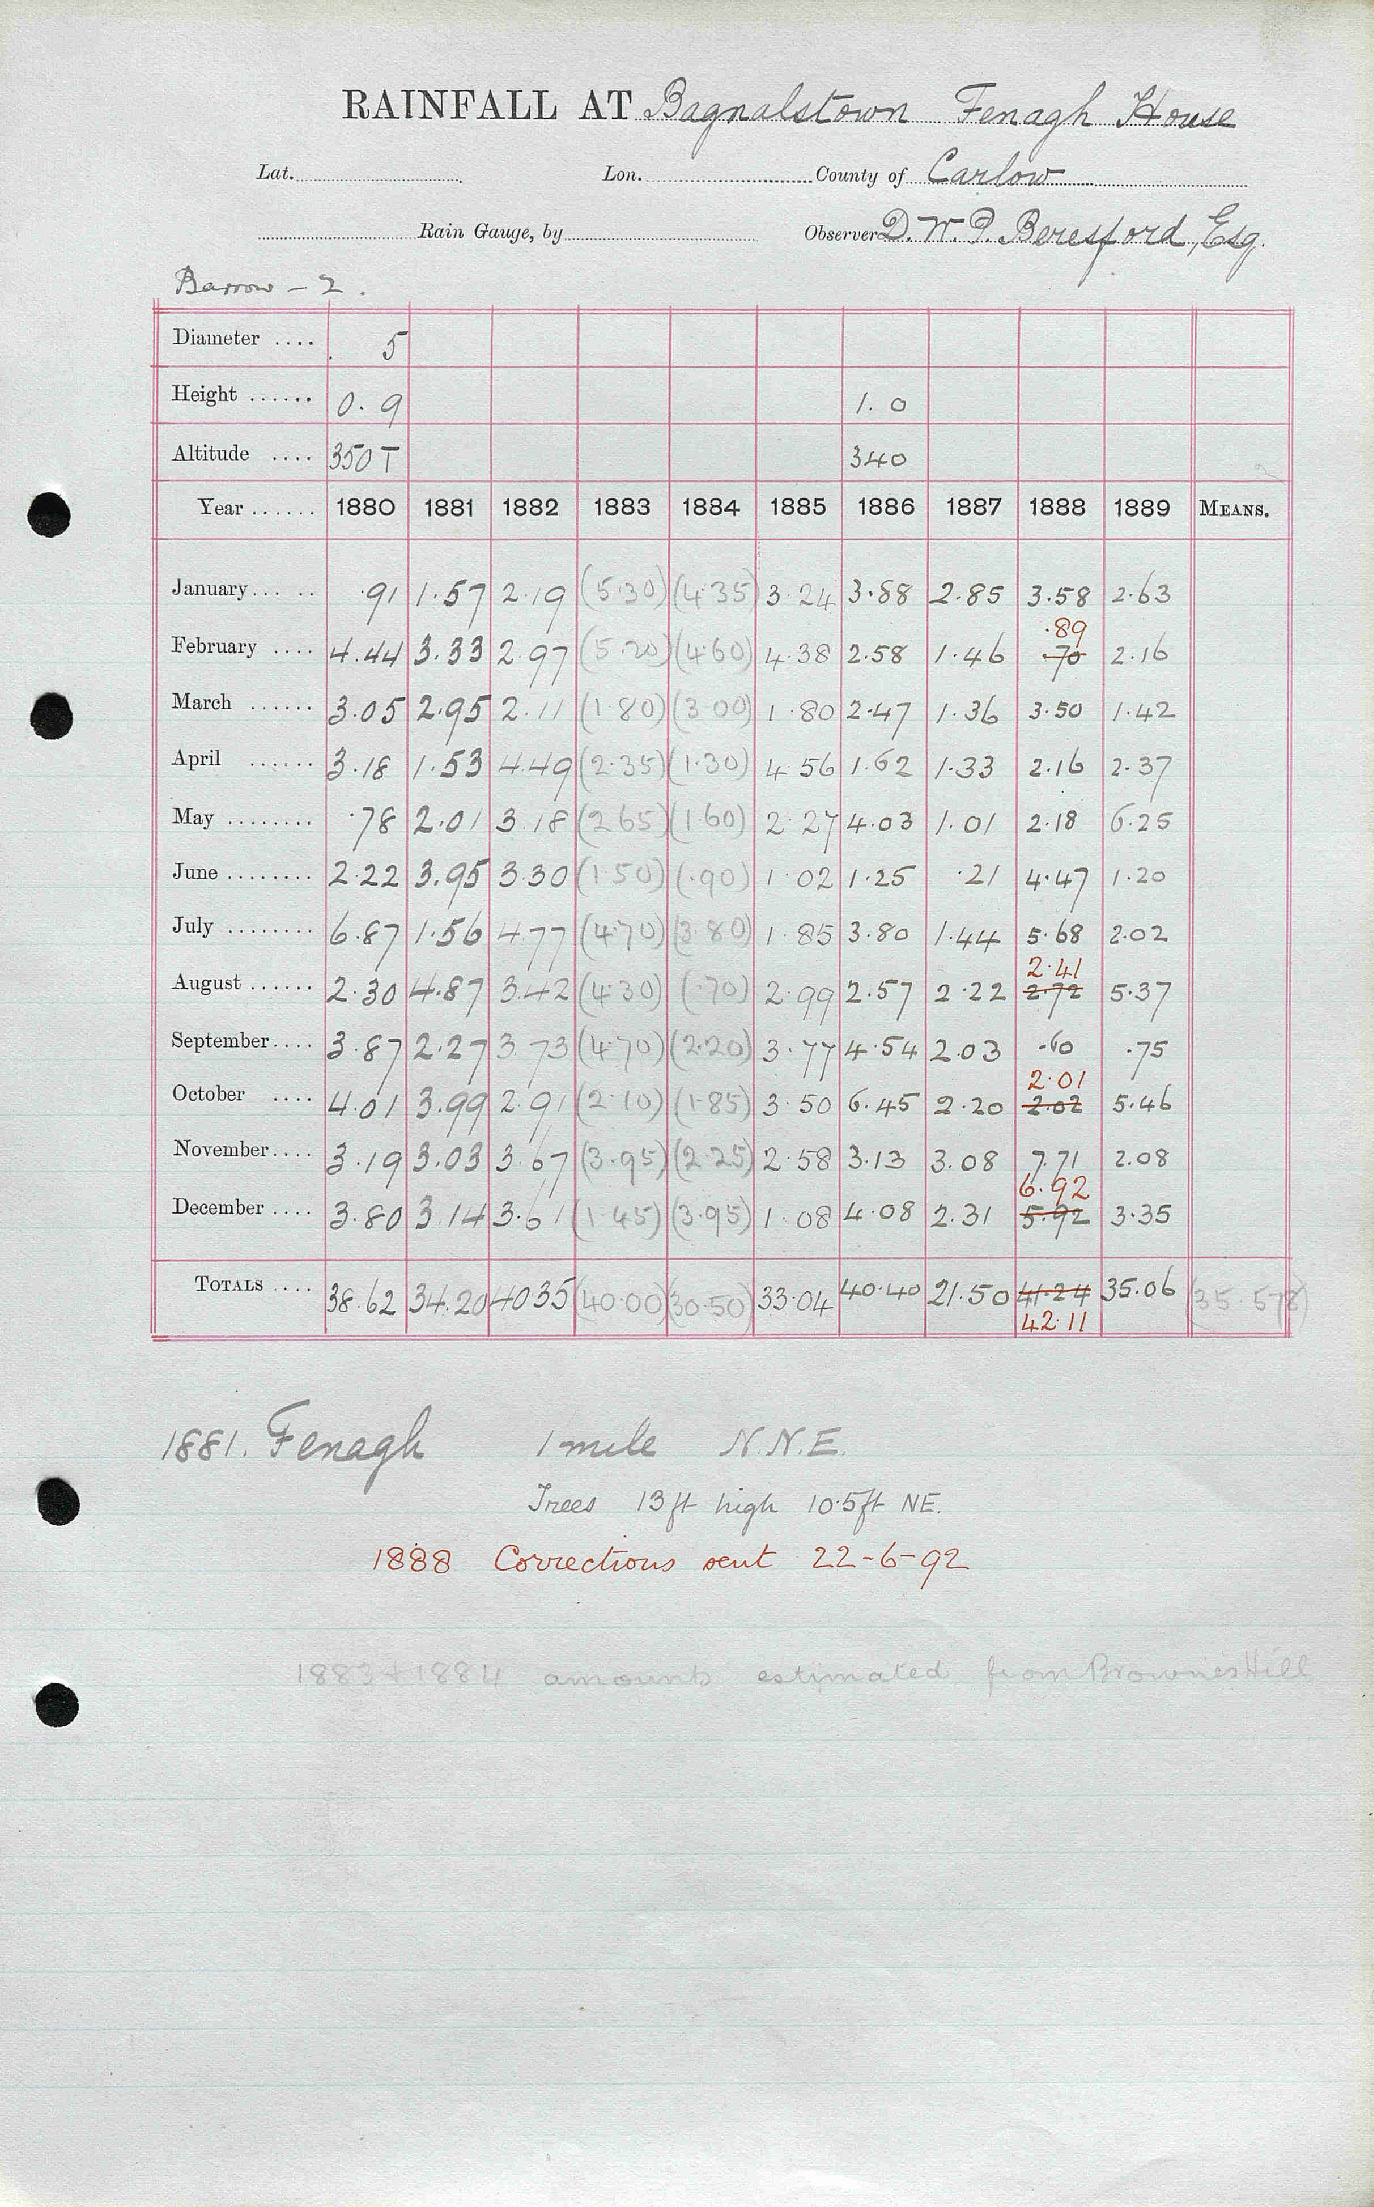 RAINFALL AT Bagnalstown Fenagh House
Lat. Lon. County of Carlow
Rain Gauge, by Observer D. W. P. Beresford, Esq.
Barrow - 2.
Diameter .... 5
Height ...... 0.9 1.0
Altitude .... 350 T 340
Year ...... 1880 1881 1882 1883 1884 1885 1886 1887 1888 1889 MEANS.
January ...... .91 1.57 2.19 (5.30) (4.35) 3.24 3.88 2.85 3.58 2.63
.89
February .... 4.44 3.33 2.97 (5.20) (4.60) 4.38 2.58 1.46 .70 2.16
March ...... 3.05 2.95 2.11 (1.80) (3.00) 1.80 2.47 1.36 3.50 1.42
April ...... 3.18 1.53 4.49 (2.35) (1.30) 4.56 1.62 1.33 2.16 2.37
May ........ .78 2.01 3.18 (2.65) (1.60) 2.27 4.03 1.01 2.18 6.25
June ........ 2.22 3.95 3.30 (1.50) (.90) 1.02 1.25 .21 4.47 1.20
July ........ 6.87 1.56 4.77 (4.70) (3.80) 1.85 3.80 1.44 5.68 2.02
2.41
August ...... 2.30 4.87 3.42 (4.30) (.70) 2.99 2.57 2.22 2.72 5.37
September .... 3.87 2.27 3.73 (4.70) (2.20) 3.77 4.54 2.03 .60 .75
2.01
October .... 4.01 3.99 2.91 (2.10) (1.85) 3.50 6.45 2.20 2.02 5.46
November .... 3.19 3.03 3.67 (3.95) (2.25) 2.58 3.13 3.08 7.71 2.08
6.92
December .... 3.80 3.14 3.61 (1.45) (3.95) 1.08 4.08 2.31 5.92 3.35
TOTALS .... 38.62 34.20 40.35 (40.00) (30.50) 33.04 40.40 21.50 41.24 35.06 (35.578)
42.11
1881. Fenagh 1 mile N.N.E.
Trees 13 ft high 10.5 ft NE.
1888 Corrections sent 22-6-92
1883 + 1884 amounts estimated from Brownes Hill